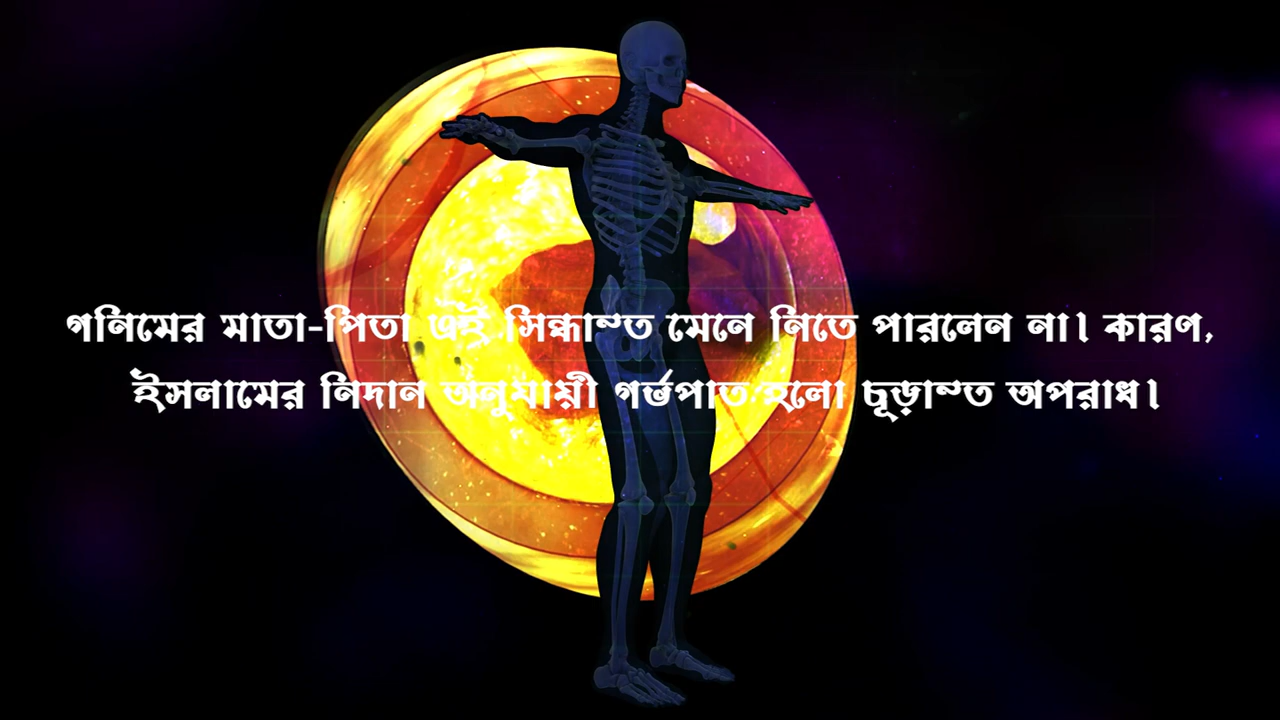 গনিমের মাতা-পিতা এই সিদ্ধান্ত মেনে নিতে পারলেন না। কারণ,
ইসলামের নিদান অনুযায়ী গর্ভপাত হলো চূড়ান্ত অপরাধ।